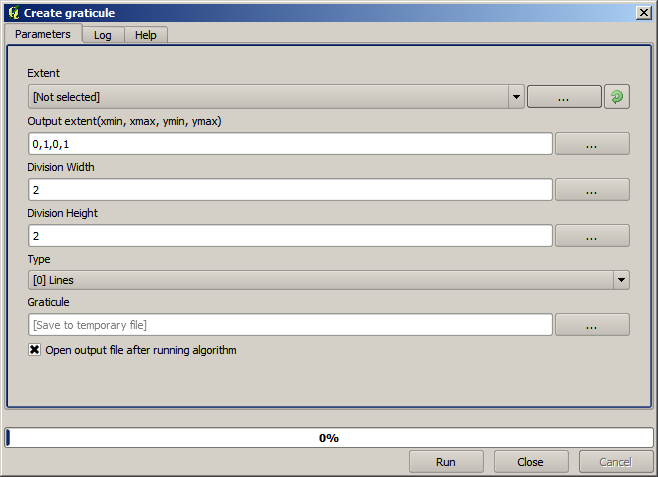 Create graticule
Parameters Log Help
Extent
[Not selected] ...
Output extent(xmin, xmax, ymin, ymax)
0,1,0,1 ...
Division Width
2 ...
Division Height
2 ...
Type
[0] Lines
Graticule
[Save to temporary file] ...
Open output file after running algorithm
0%
Run Close Cancel